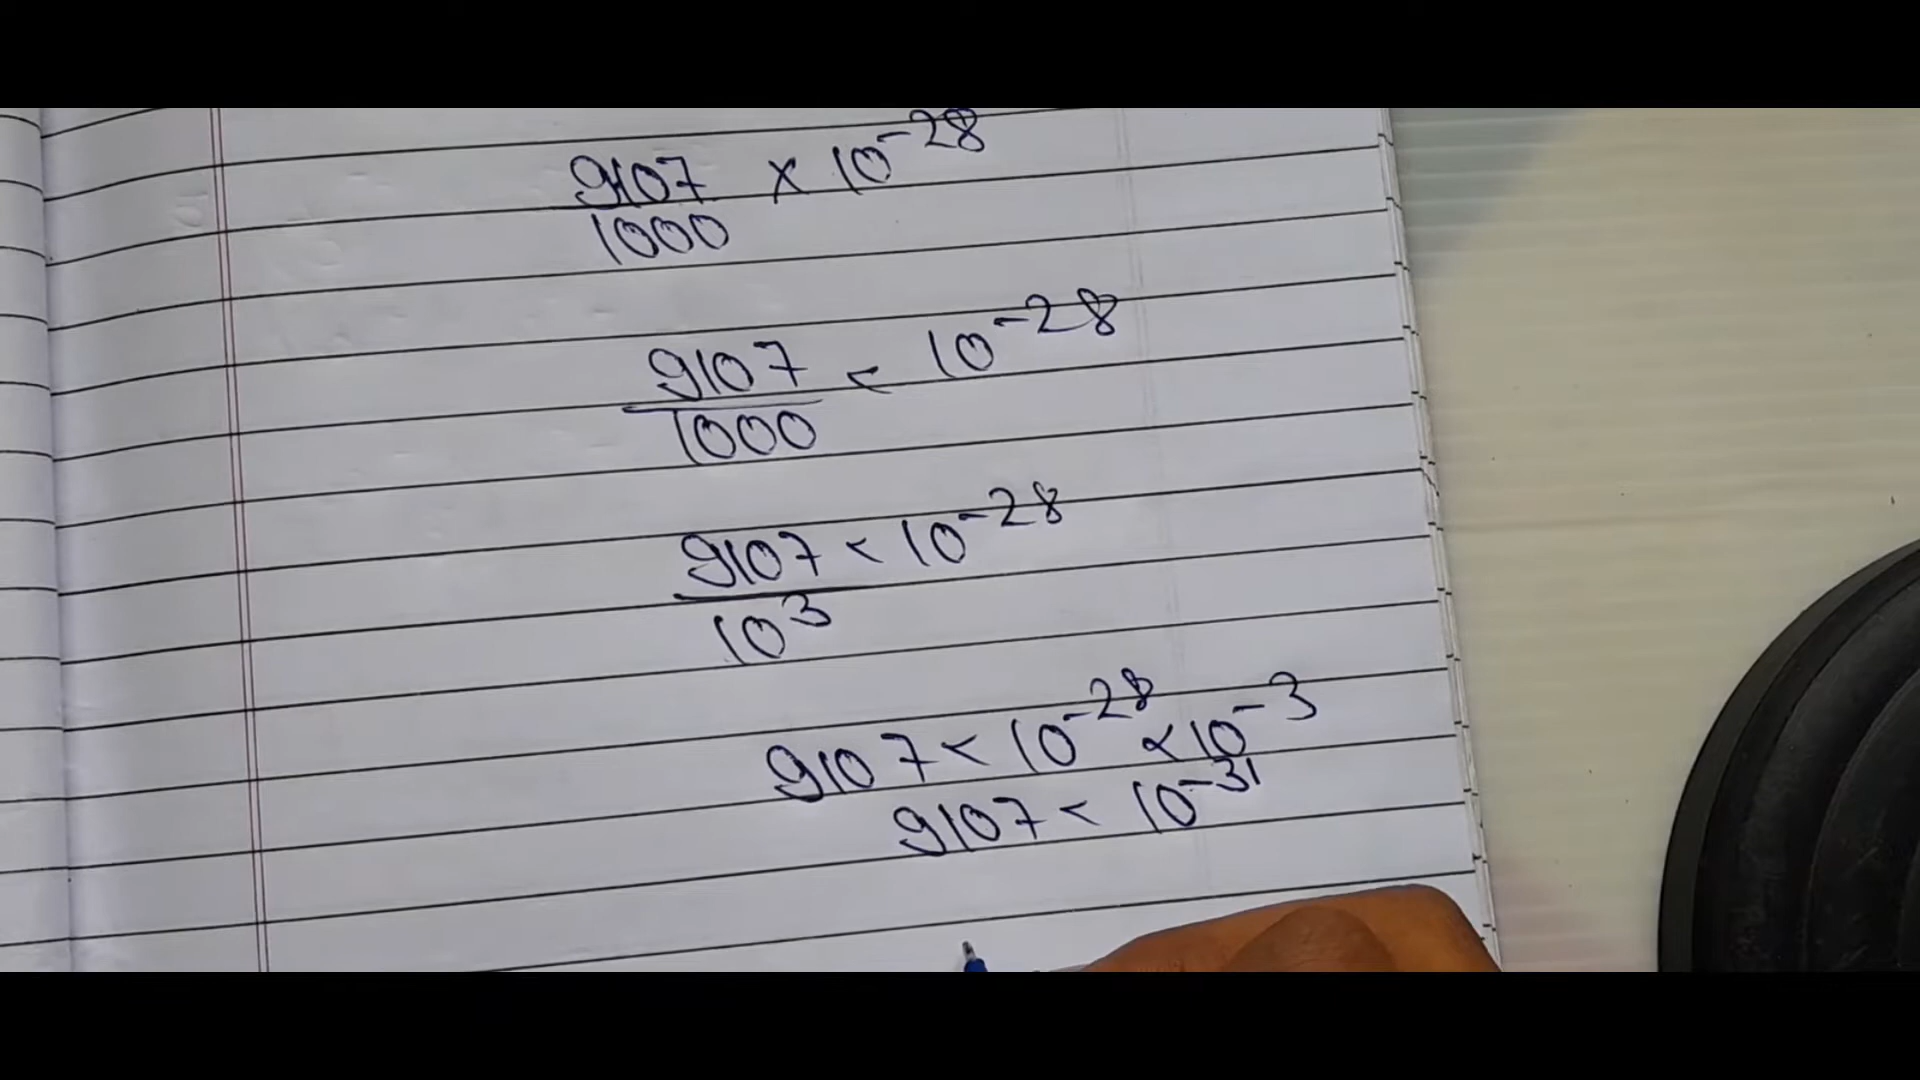 9107 × 10^-28
1000
9107 < 10^-28
1000
9107 < 10^-28
10^3
9107 < 10^-28 × 10^-3
9107 < 10^-31